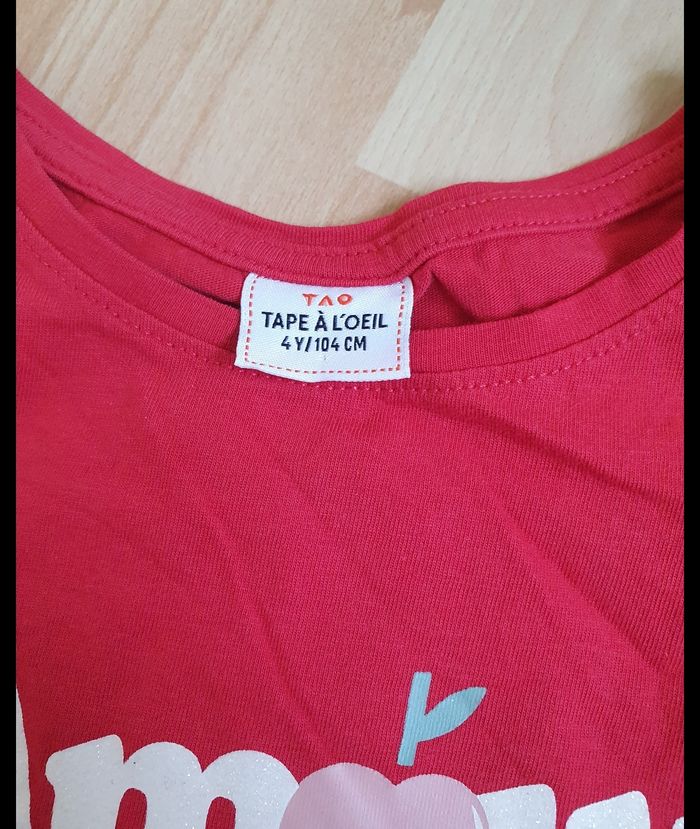 TAO
TAPE À L'OEIL
4 Y/104 CM